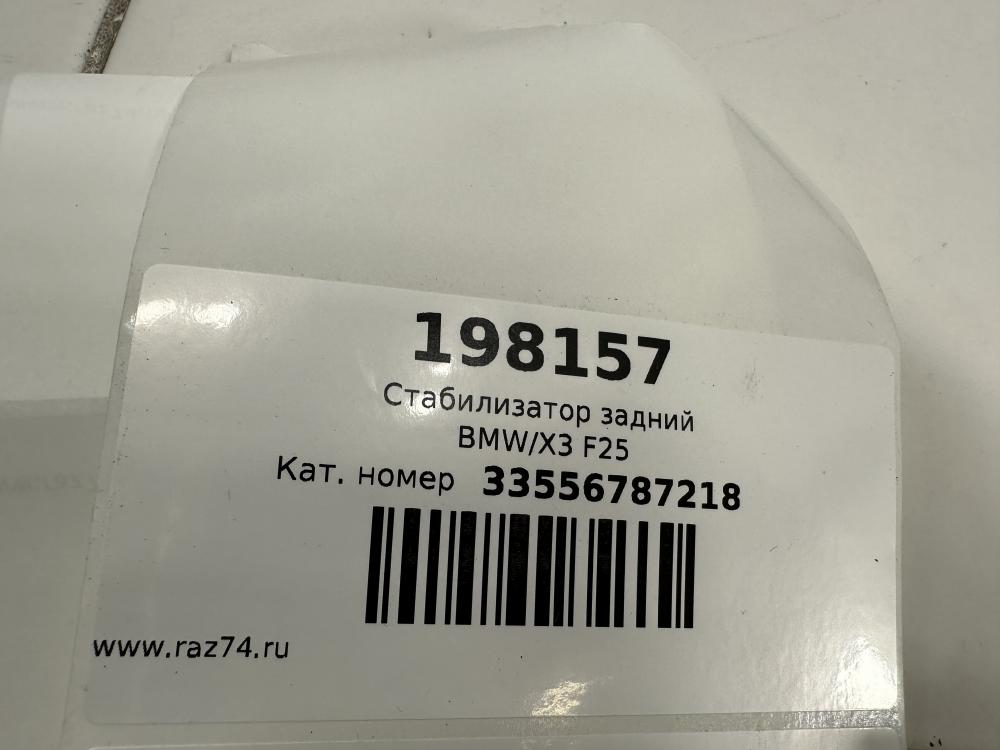 198157
Стабилизатор задний
BMW/X3 F25
Кат. номер 33556787218
www.raz74.ru